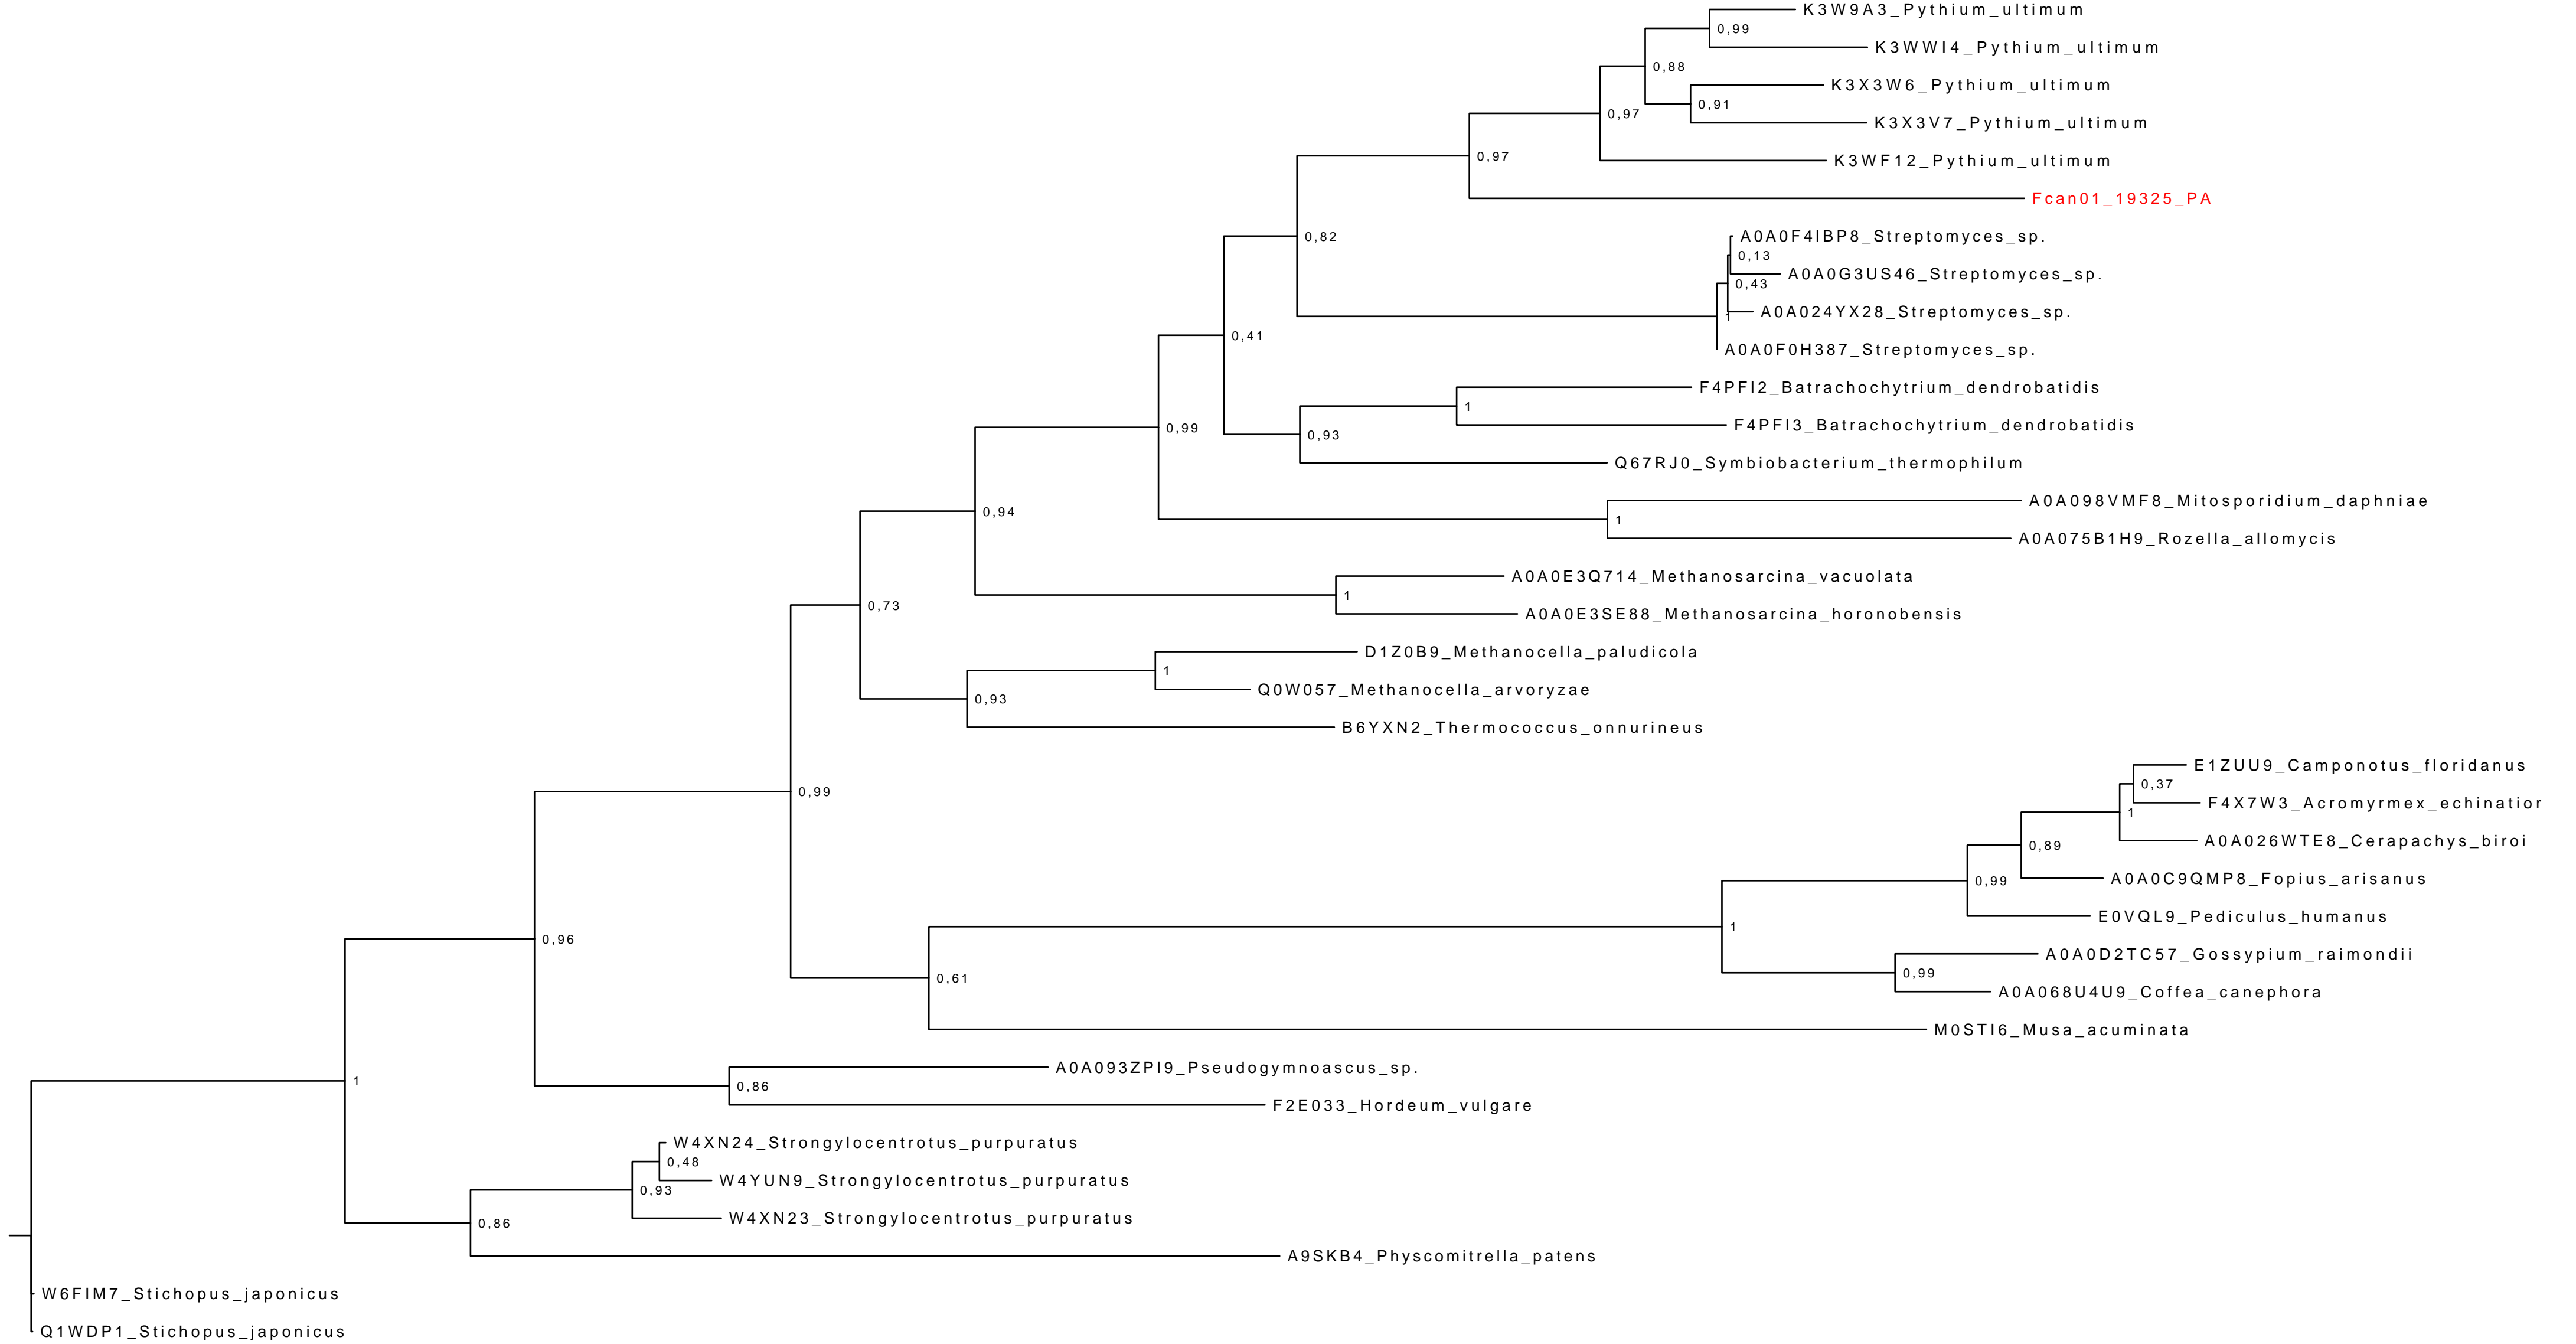 K3W9A3_Pythium_ultimum
0,99
K3WWI4_Pythium_ultimum
0,88
K3X3W6_Pythium_ultimum
0,91
0,97
K3X3V7_Pythium_ultimum
0,97
K3WF12_Pythium_ultimum
Fcan01_19325_PA
0,82
A0A0F4IBP8_Streptomyces_sp.
0,13
A0A0G3US46_Streptomyces_sp.
0,43
A0A024YX28_Streptomyces_sp.
1
0,41
A0A0F0H387_Streptomyces_sp.
F4PFI2_Batrachochytrium_dendrobatidis
1
0,99
F4PFI3_Batrachochytrium_dendrobatidis
0,93
Q67RJ0_Symbiobacterium_thermophilum
A0A098VMF8_Mitosporidium_daphniae
0,94
1
A0A075B1H9_Rozella_allomycis
A0A0E3Q714_Methanosarcina_vacuolata
0,73
1
A0A0E3SE88_Methanosarcina_horonobensis
D1Z0B9_Methanocella_paludicola
1
Q0W057_Methanocella_arvoryzae
0,93
B6YXN2_Thermococcus_onnurineus
E1ZUU9_Camponotus_floridanus
0,37
0,99
F4X7W3_Acromyrmex_echinatior
1
A0A026WTE8_Cerapachys_biroi
0,89
A0A0C9QMP8_Fopius_arisanus
0,99
E0VQL9_Pediculus_humanus
1
0,96
A0A0D2TC57_Gossypium_raimondii
0,99
0,61
A0A068U4U9_Coffea_canephora
M0STI6_Musa_acuminata
A0A093ZPI9_Pseudogymnoascus_sp.
1
0,86
F2E033_Hordeum_vulgare
W4XN24_Strongylocentrotus_purpuratus
0,48
W4YUN9_Strongylocentrotus_purpuratus
0,93
W4XN23_Strongylocentrotus_purpuratus
0,86
A9SKB4_Physcomitrella_patens
W6FIM7_Stichopus_japonicus
Q1WDP1_Stichopus_japonicus